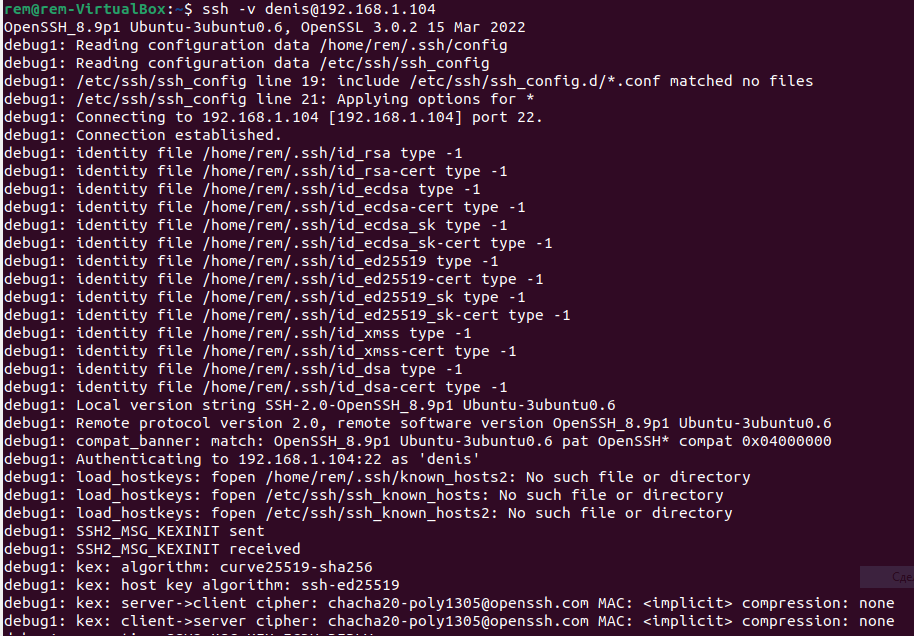 rem@rem-VirtualBox:~$ ssh -v denis@192.168.1.104
OpenSSH_8.9p1 Ubuntu-3ubuntu0.6, OpenSSL 3.0.2 15 Mar 2022
debug1: Reading configuration data /home/rem/.ssh/config
debug1: Reading configuration data /etc/ssh/ssh_config
debug1: /etc/ssh/ssh_config line 19: include /etc/ssh/ssh_config.d/*.conf matched no files
debug1: /etc/ssh/ssh_config line 21: Applying options for *
debug1: Connecting to 192.168.1.104 [192.168.1.104] port 22.
debug1: Connection established.
debug1: identity file /home/rem/.ssh/id_rsa type -1
debug1: identity file /home/rem/.ssh/id_rsa-cert type -1
debug1: identity file /home/rem/.ssh/id_ecdsa type -1
debug1: identity file /home/rem/.ssh/id_ecdsa-cert type -1
debug1: identity file /home/rem/.ssh/id_ecdsa_sk type -1
debug1: identity file /home/rem/.ssh/id_ecdsa_sk-cert type -1
debug1: identity file /home/rem/.ssh/id_ed25519 type -1
debug1: identity file /home/rem/.ssh/id_ed25519-cert type -1
debug1: identity file /home/rem/.ssh/id_ed25519_sk type -1
debug1: identity file /home/rem/.ssh/id_ed25519_sk-cert type -1
debug1: identity file /home/rem/.ssh/id_xmss type -1
debug1: identity file /home/rem/.ssh/id_xmss-cert type -1
debug1: identity file /home/rem/.ssh/id_dsa type -1
debug1: identity file /home/rem/.ssh/id_dsa-cert type -1
debug1: Local version string SSH-2.0-OpenSSH_8.9p1 Ubuntu-3ubuntu0.6
debug1: Remote protocol version 2.0, remote software version OpenSSH_8.9p1 Ubuntu-3ubuntu0.6
debug1: compat_banner: match: OpenSSH_8.9p1 Ubuntu-3ubuntu0.6 pat OpenSSH* compat 0x04000000
debug1: Authenticating to 192.168.1.104:22 as 'denis'
debug1: load_hostkeys: fopen /home/rem/.ssh/known_hosts2: No such file or directory
debug1: load_hostkeys: fopen /etc/ssh/ssh_known_hosts: No such file or directory
debug1: load_hostkeys: fopen /etc/ssh/ssh_known_hosts2: No such file or directory
debug1: SSH2_MSG_KEXINIT sent
debug1: SSH2_MSG_KEXINIT received
debug1: kex: algorithm: curve25519-sha256
debug1: kex: host key algorithm: ssh-ed25519
Сде
debug1: kex: server->client cipher: chacha20-poly1305@openssh.com MAC: <implicit> compression: none
debug1: kex: client->server cipher: chacha20-poly1305@openssh.com MAC: <implicit> compression: none